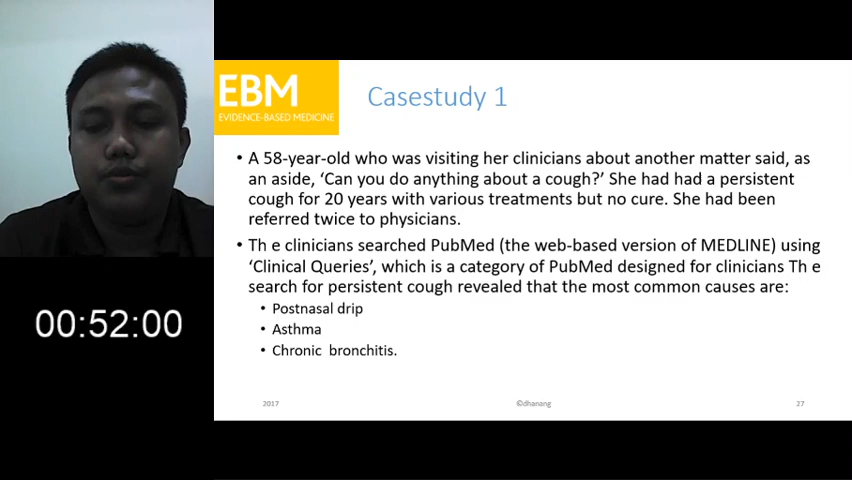 EBM
EVIDENCE-BASED MEDICINE
Casestudy 1
• A 58-year-old who was visiting her clinicians about another matter said, as
an aside, ‘Can you do anything about a cough?’ She had had a persistent
cough for 20 years with various treatments but no cure. She had been
referred twice to physicians.
• Th e clinicians searched PubMed (the web-based version of MEDLINE) using
‘Clinical Queries’, which is a category of PubMed designed for clinicians Th e
search for persistent cough revealed that the most common causes are:
• Postnasal drip
• Asthma
• Chronic bronchitis.
00:52:00
2017
©dhanang
27